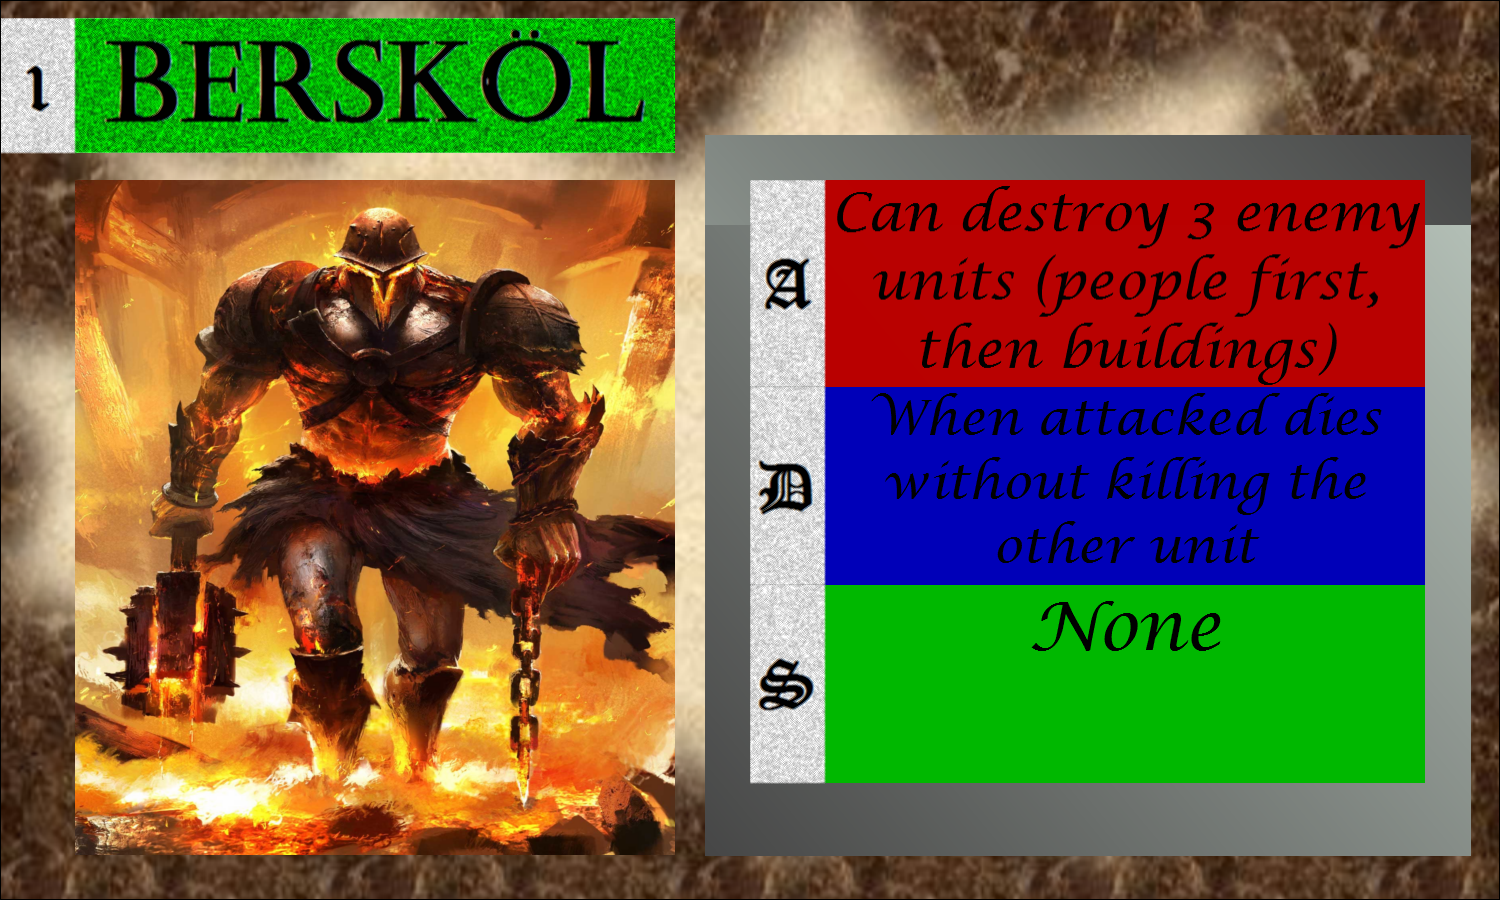 1 BERSKÖL
A
Can destroy 3 enemy
units (people first,
then buildings)
D
When attacked dies
without killing the
other unit
S
None